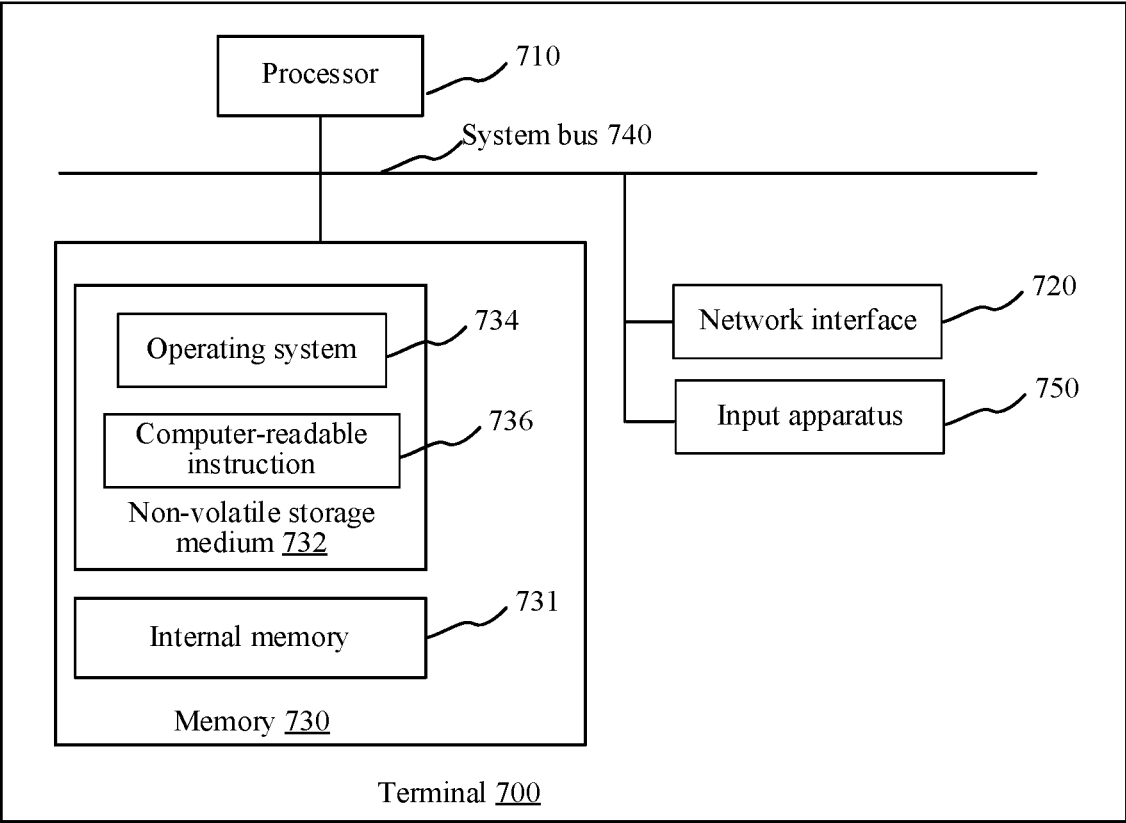 Processor
710
System bus 740
Operating system
734
Computer-readable
instruction
736
Non-volatile storage
medium 732
Internal memory
731
Memory 730
Network interface
720
Input apparatus
750
Terminal 700